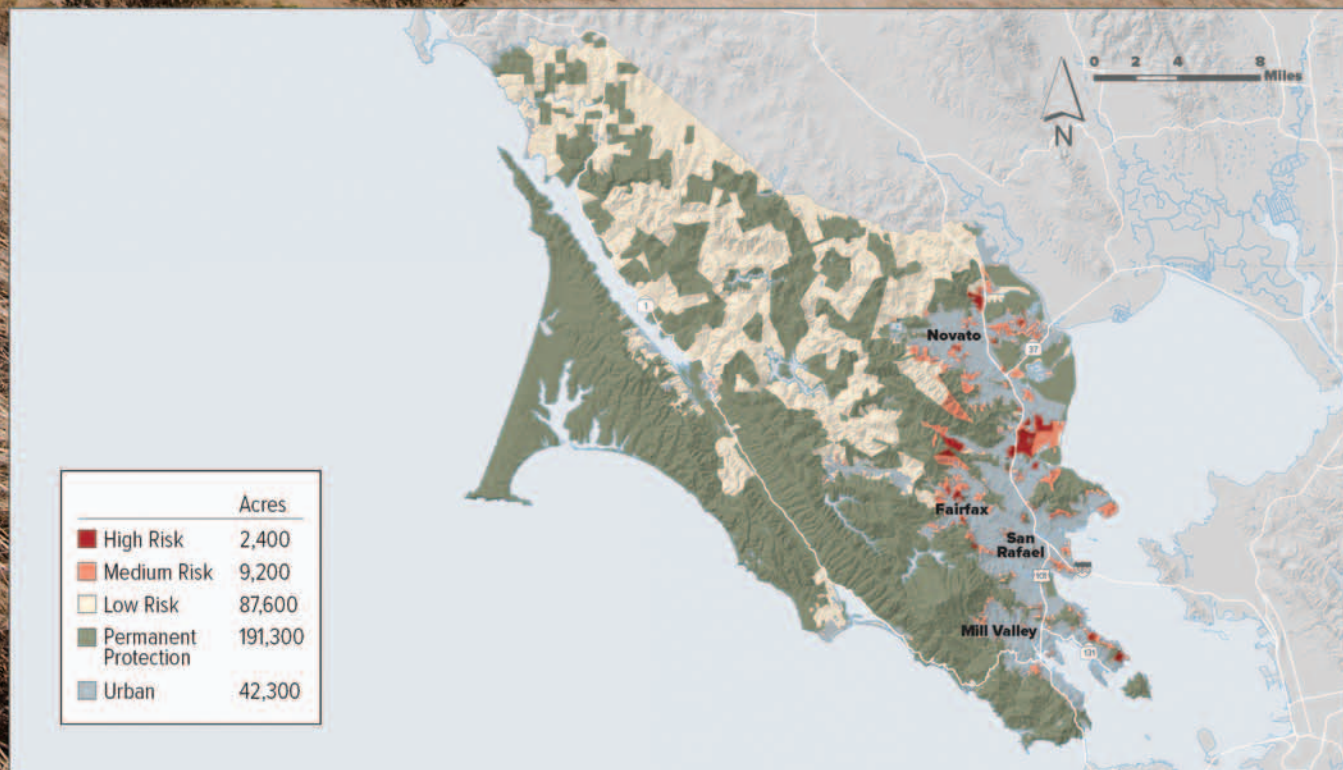 0 2 4 8
Miles
N
1
Novato
37
Fairfax
San
Rafael
101
Mill Valley
131
Acres
High Risk 2,400
Medium Risk 9,200
Low Risk 87,600
Permanent 191,300
Protection
Urban 42,300